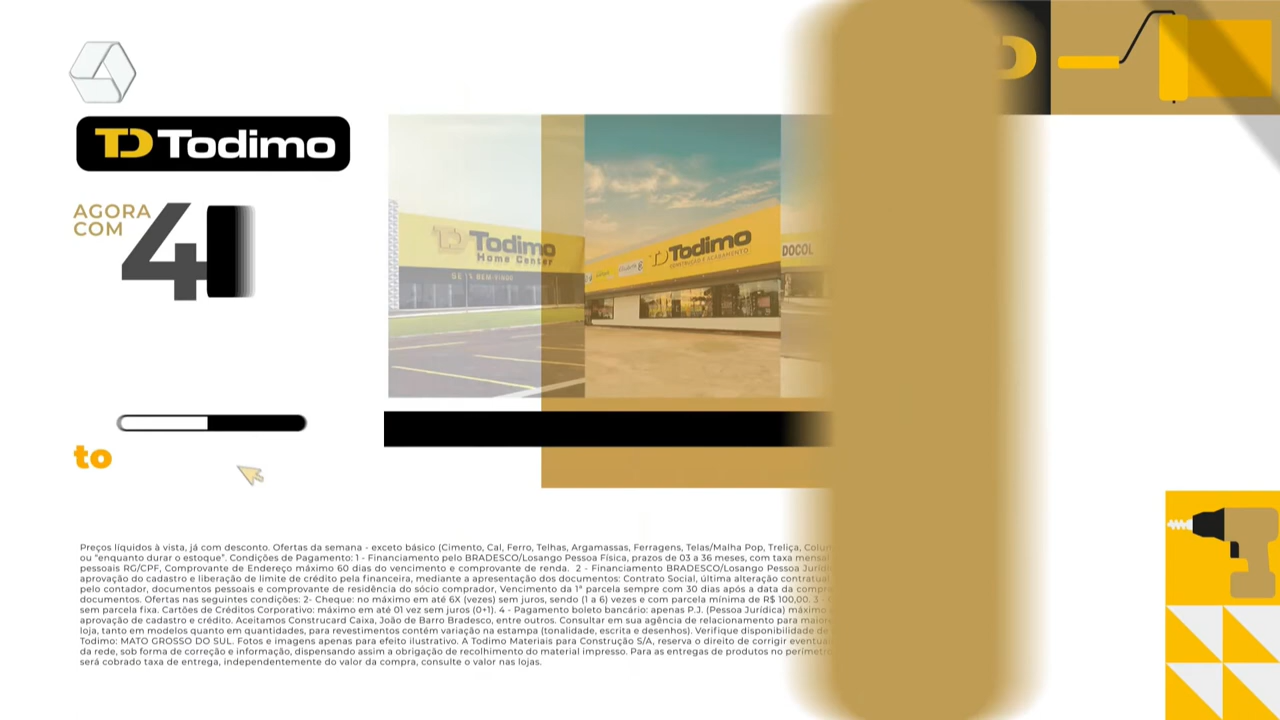 Todimo
AGORA
COM
4
Todimo
Home Center
Todimo
CONSTRUÇÃO E ACABAMENTO
DOCOL
to
Preços líquidos à vista, já com desconto. Ofertas da semana - exceto básico (Cimento, Cal, Ferro, Telhas, Argamassas, Ferragens, Telas/Malha Pop, Treliça,
ou "enquanto durar o estoque". Condições de Pagamento: 1 - Financiamento pelo BRADESCO/Losango Pessoa Física, prazos de 03 a 36 meses, com taxa
pessoais RG/CPF, Comprovante de Endereço máximo 60 dias do vencimento e comprovante de renda. 2 - Financiamento BRADESCO/Losango Pessoa
aprovação do cadastro e liberação de limite de crédito pela financeira, mediante a apresentação dos documentos: Contrato Social, última alteração
pelo contador, documentos pessoais e comprovante de residência do sócio comprador, Vencimento da 1ª parcela sempre com 30 dias após a data da
documentos. Ofertas nas seguintes condições: 2- Cheque: no máximo em até 6X (vezes) sem juros, sendo (1 a 6) vezes e com parcela mínima de R$ 100,00.
sem parcela fixa. Cartões de Créditos Corporativo: máximo em até 01 vez sem juros (0+1). 4 - Pagamento boleto bancário: apenas P.J. (Pessoa Jurídica) máximo
aprovação de cadastro e crédito. Aceitamos Construcard Caixa, João de Barro Bradesco, entre outros. Consultar em sua agência de relacionamento para
loja, tanto em modelos quanto em quantidades, para revestimentos contém variação na estampa (tonalidade, escrita e desenhos). Verifique disponibilidade
Todimo: MATO GROSSO DO SUL. Fotos e imagens apenas para efeito ilustrativo. A Todimo Materiais para Construção S/A, reserva o direito de corrigir
da rede, sob forma de correção e informação, dispensando assim a obrigação de recolhimento do material impresso. Para as entregas de produtos no
será cobrado taxa de entrega, independentemente do valor da compra, consulte o valor nas lojas.